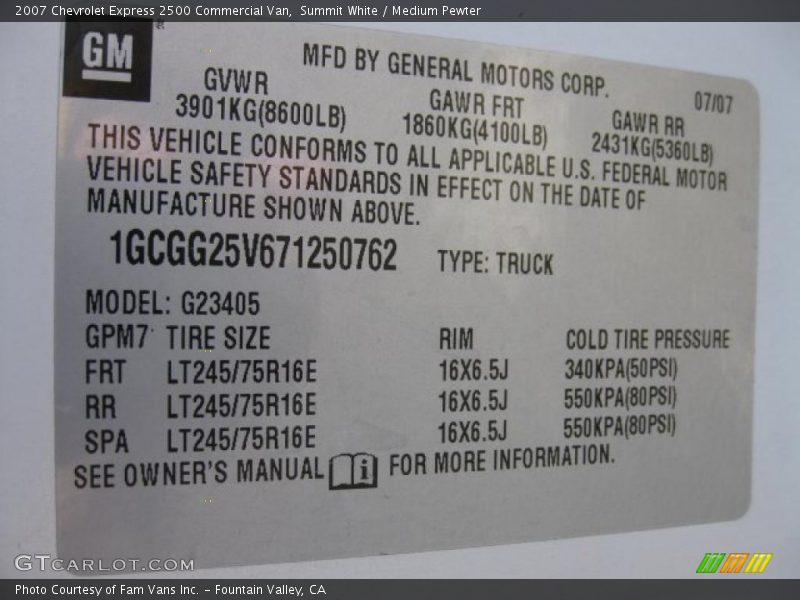 2007 Chevrolet Express 2500 Commercial Van, Summit White / Medium Pewter
GM
MFD BY GENERAL MOTORS CORP.
07/07
GVWR GAWR FRT GAWR RR
3901KG(8600LB) 1860KG(4100LB) 2431KG(5360LB)
THIS VEHICLE CONFORMS TO ALL APPLICABLE U.S. FEDERAL MOTOR
VEHICLE SAFETY STANDARDS IN EFFECT ON THE DATE OF
MANUFACTURE SHOWN ABOVE.
1GCGG25V671250762 TYPE: TRUCK
MODEL: G23405
GPM7 TIRE SIZE RIM COLD TIRE PRESSURE
FRT LT245/75R16E 16X6.5J 340KPA(50PSI)
RR LT245/75R16E 16X6.5J 550KPA(80PSI)
SPA LT245/75R16E 16X6.5J 550KPA(80PSI)
SEE OWNER'S MANUAL i FOR MORE INFORMATION.
GTCARLOT.COM
Photo Courtesy of Fam Vans Inc. - Fountain Valley, CA